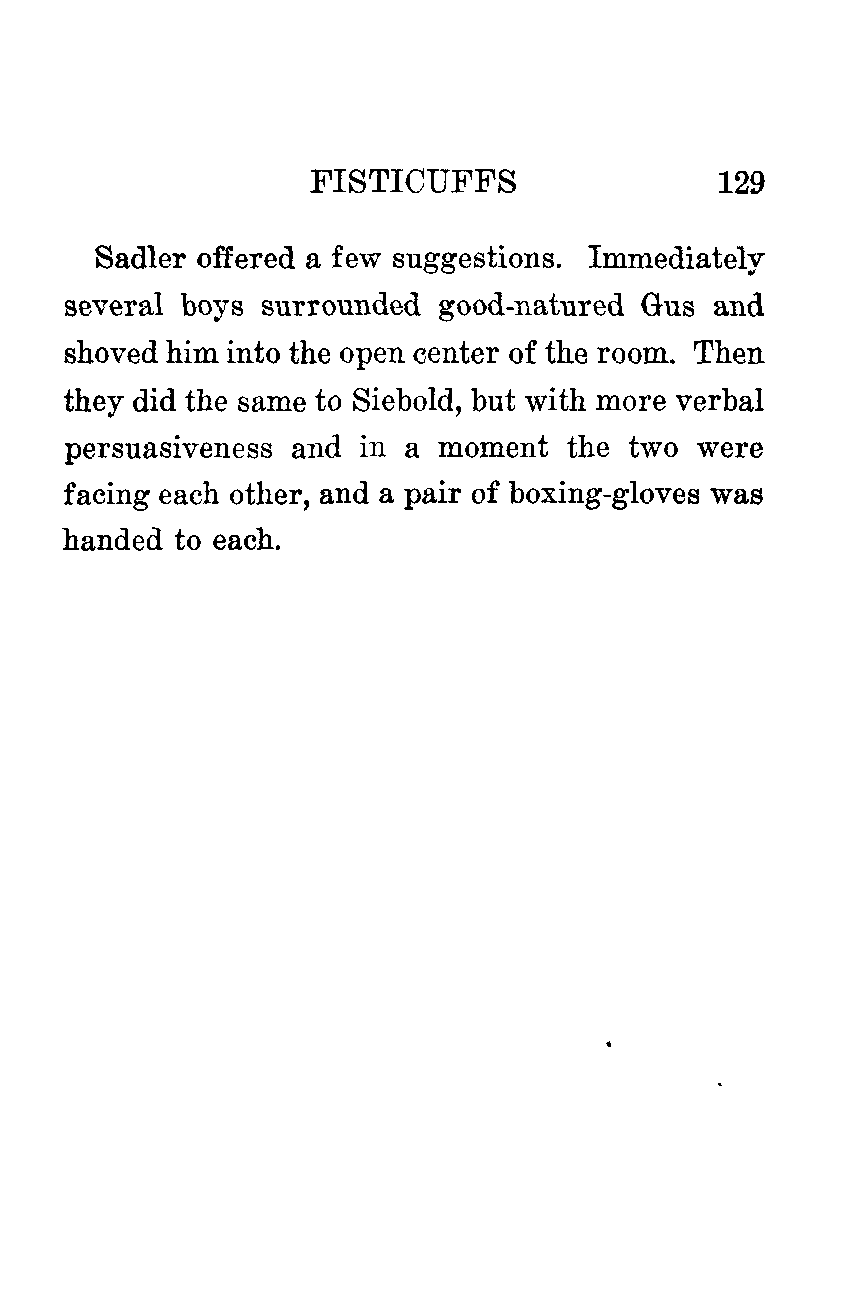 FISTICUFFS 129
Sadler offered a few suggestions. Immediately
several boys surrounded good-natured Gus and
shoved him into the open center of the room. Then
they did the same to Siebold, but with more verbal
persuasiveness and in a moment the two were
facing each other, and a pair of boxing-gloves was
handed to each.